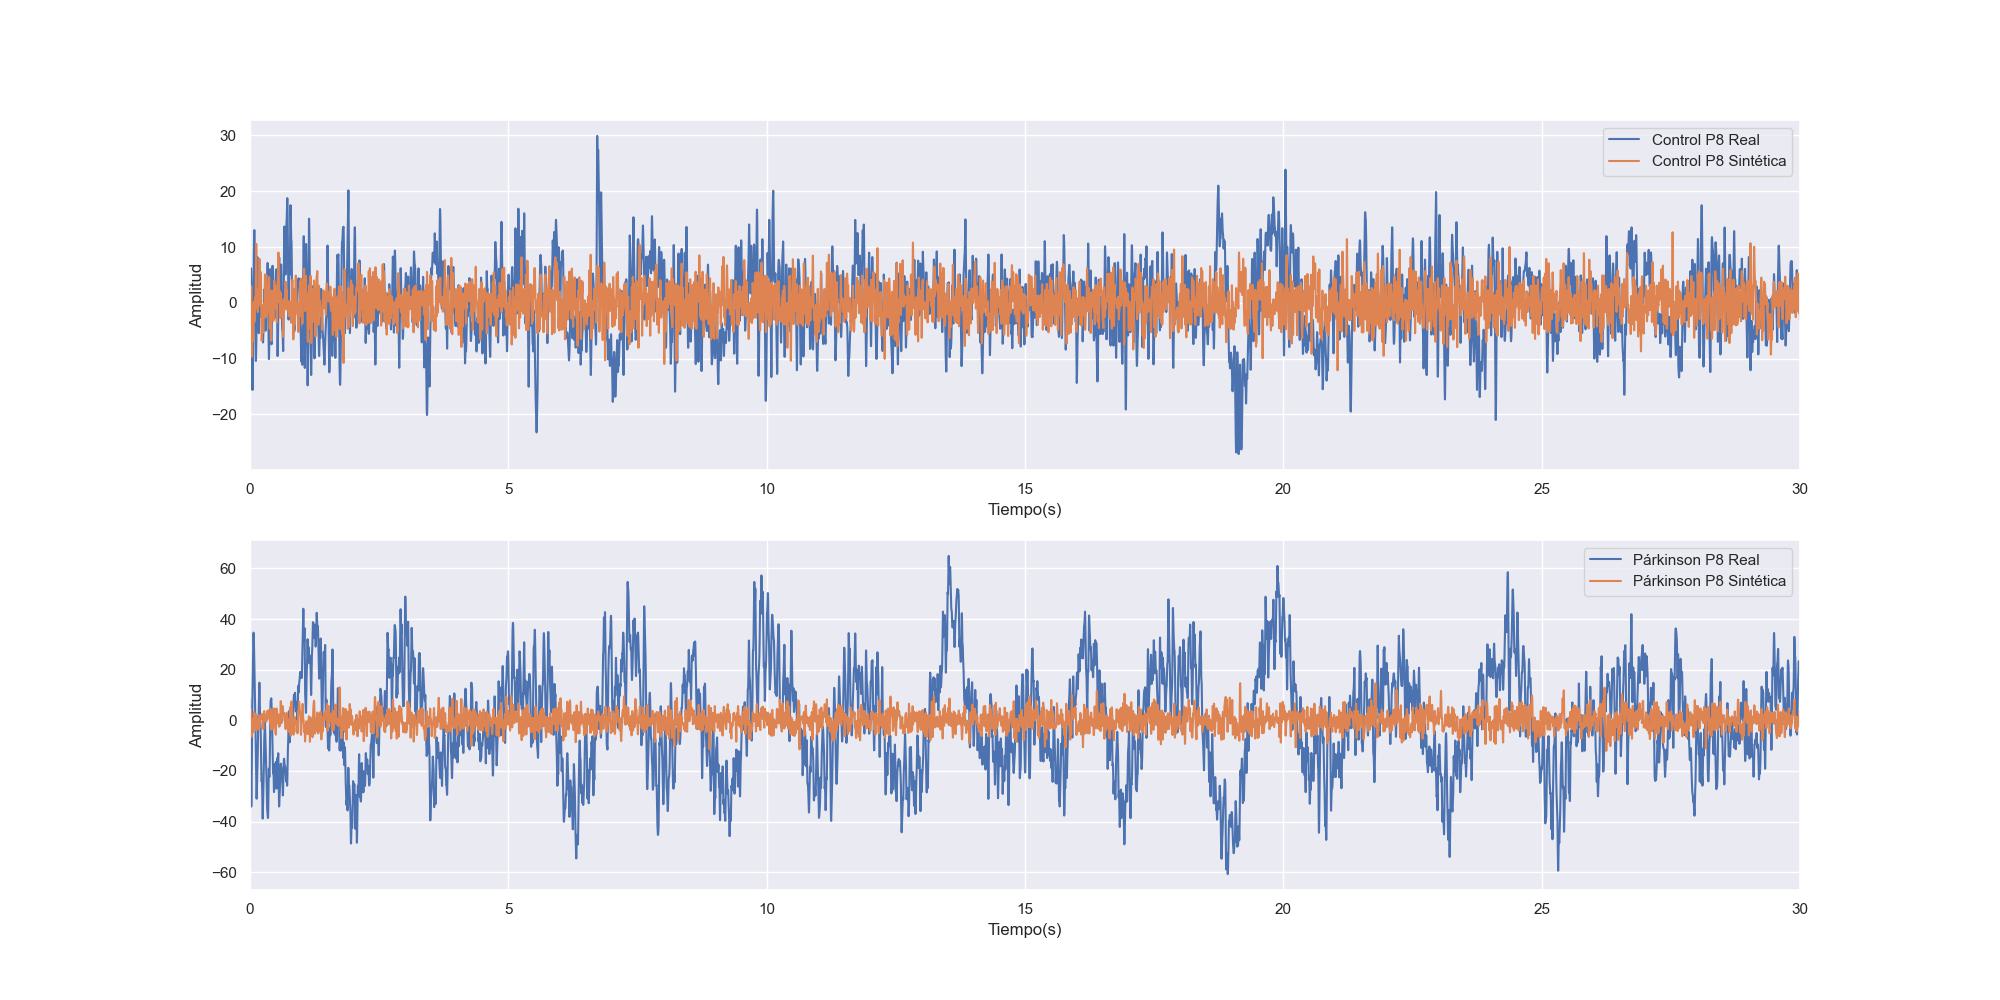 30
20
10
0
−10
−20
Amplitud
Control P8 Real
Control P8 Sintética
0 5 10 15 20 25 30
Tiempo(s)
60
40
20
0
−20
−40
−60
Amplitud
Párkinson P8 Real
Párkinson P8 Sintética
0 5 10 15 20 25 30
Tiempo(s)